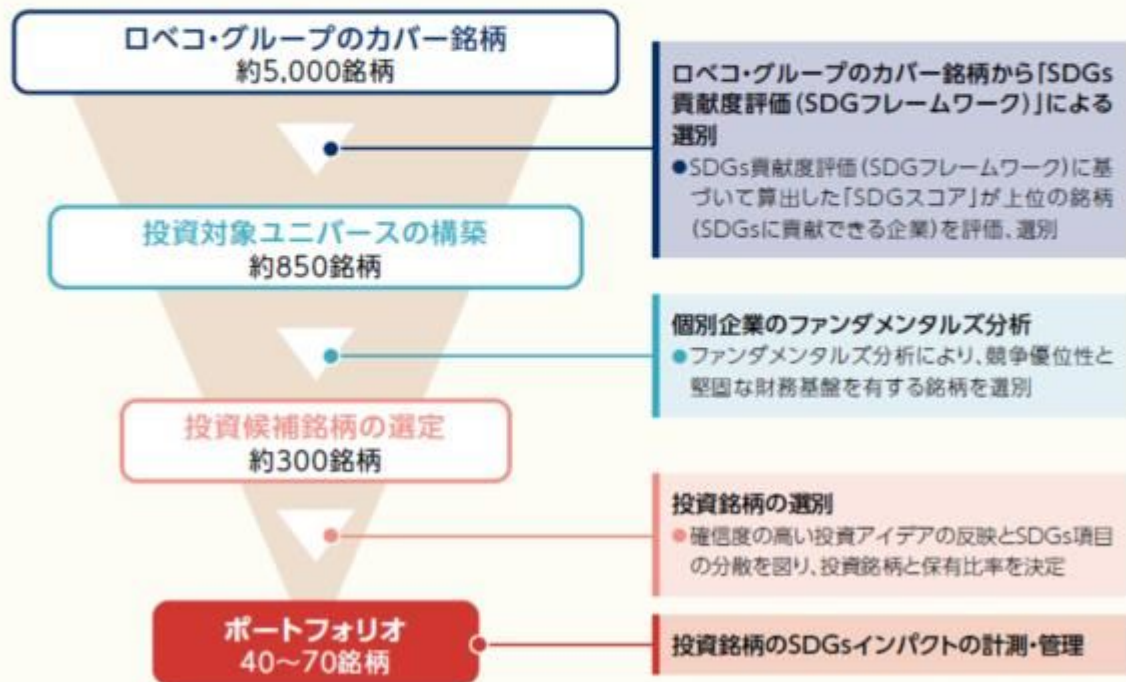 ロベコ・グループのカバー銘柄
約5,000銘柄
ロベコ・グループのカバー銘柄から「SDGs
貢献度評価(SDGフレームワーク)」による
選別
●SDGs貢献度評価(SDGフレームワーク)に基
づいて算出した「SDGスコア」が上位の銘柄
(SDGsに貢献できる企業)を評価、選別
投資対象ユニバースの構築
約850銘柄
個別企業のファンダメンタルズ分析
●ファンダメンタルズ分析により、競争優位性と
堅固な財務基盤を有する銘柄を選別
投資候補銘柄の選定
約300銘柄
投資銘柄の選別
●確信度の高い投資アイデアの反映とSDGs項目
の分散を図り、投資銘柄と保有比率を決定
ポートフォリオ
40〜70銘柄
投資銘柄のSDGsインパクトの計測・管理